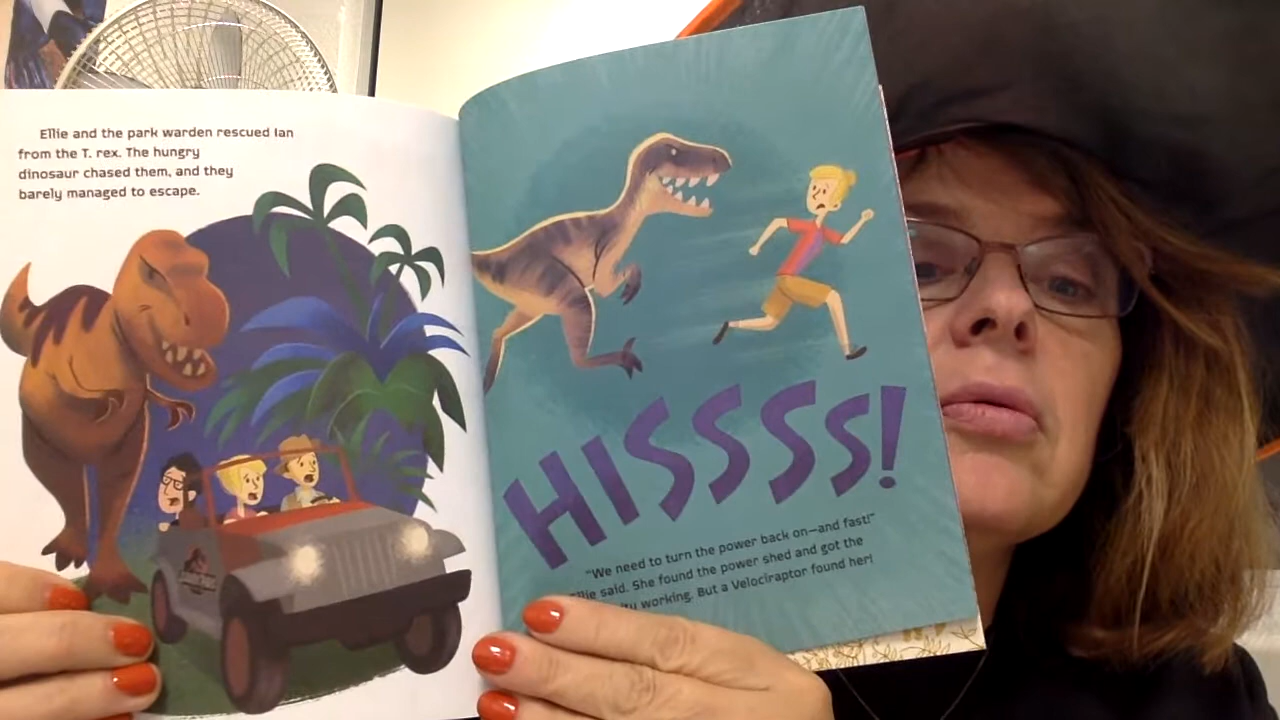 Ellie and the park warden rescued Ian
from the T. rex. The hungry
dinosaur chased them, and they
barely managed to escape.
HISSSS!
"We need to turn the power back on—and fast!"
Ellie said. She found the power shed and got the
working. But a Velociraptor found her!